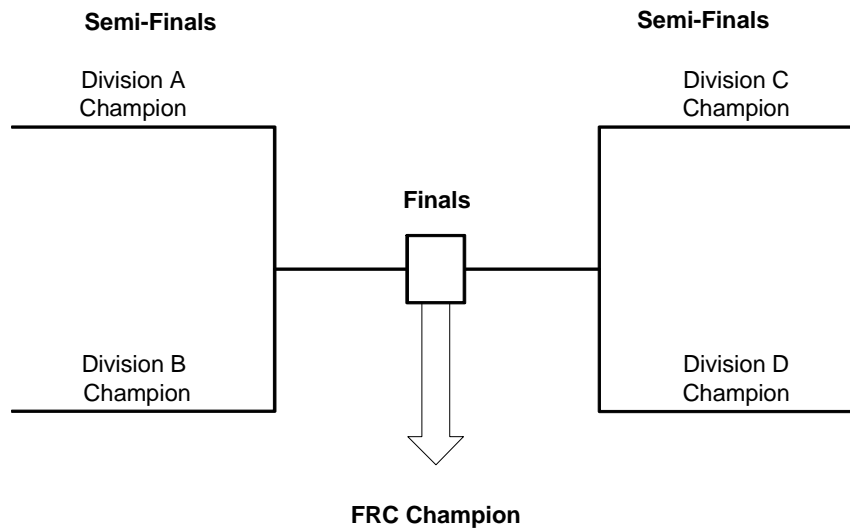 Semi-Finals
Semi-Finals
Division A
Champion
Division C
Champion
Finals
Division B
Champion
Division D
Champion
FRC Champion